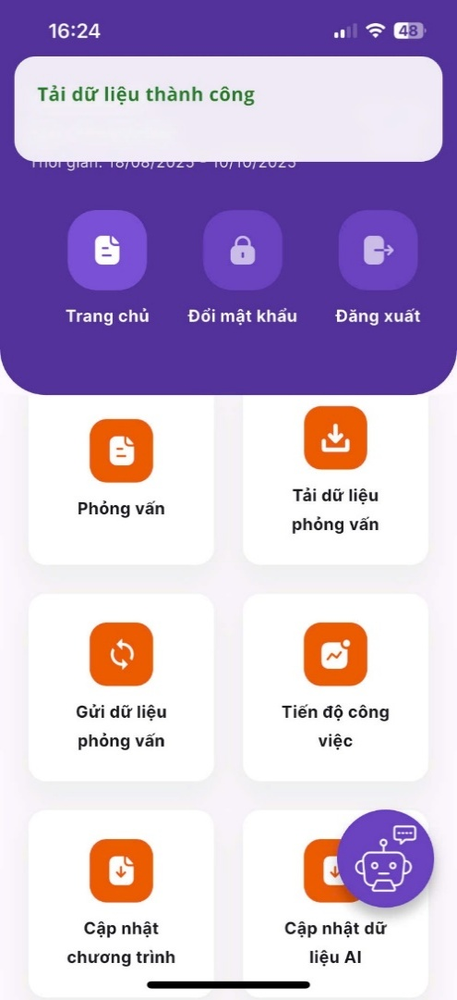 16:24
48
Tải dữ liệu thành công
Thời gian: 18/08/2025 - 10/10/2025
Trang chủ
Đổi mật khẩu
Đăng xuất
Phỏng vấn
Tải dữ liệu
phỏng vấn
Gửi dữ liệu
phỏng vấn
Tiến độ công
việc
Cập nhật
chương trình
Cập nhật dữ
liệu AI